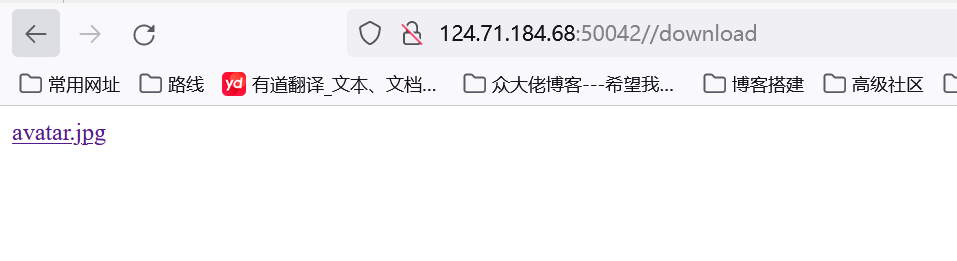 124.71.184.68:50042//download
常用网址 路线 yd 有道翻译_文本、文档... 众大佬博客---希望我... 博客搭建 高级社区
avatar.jpg